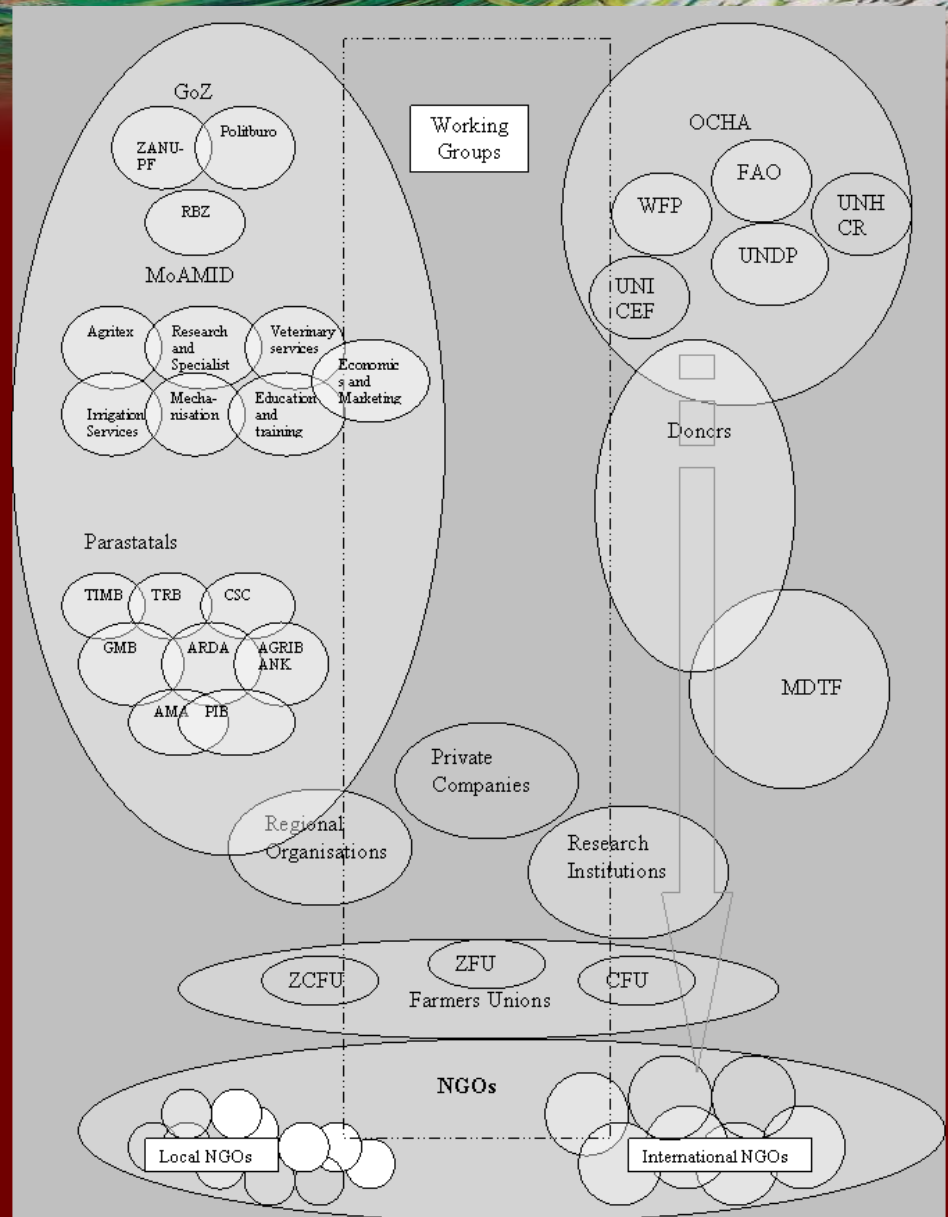 GoZ
ZANU-
PF
Politburo
RBZ
MoAMID
Agritex
Research
and
Specialist
Veterinary
services
Economic
s and
Marketing
Irrigation
Services
Mecha-
nisation
Education
and
training
Parastatals
TIMB
TRB
CSC
GMB
ARDA
AGRIB
ANK
AMA
PIB
Working
Groups
OCHA
WFP
FAO
UNH
CR
UNDP
UNI
CEF
Donors
MDTF
Private
Companies
Regional
Organisations
Research
Institutions
ZCFU
ZFU
CFU
Farmers Unions
NGOs
Local NGOs
International NGOs